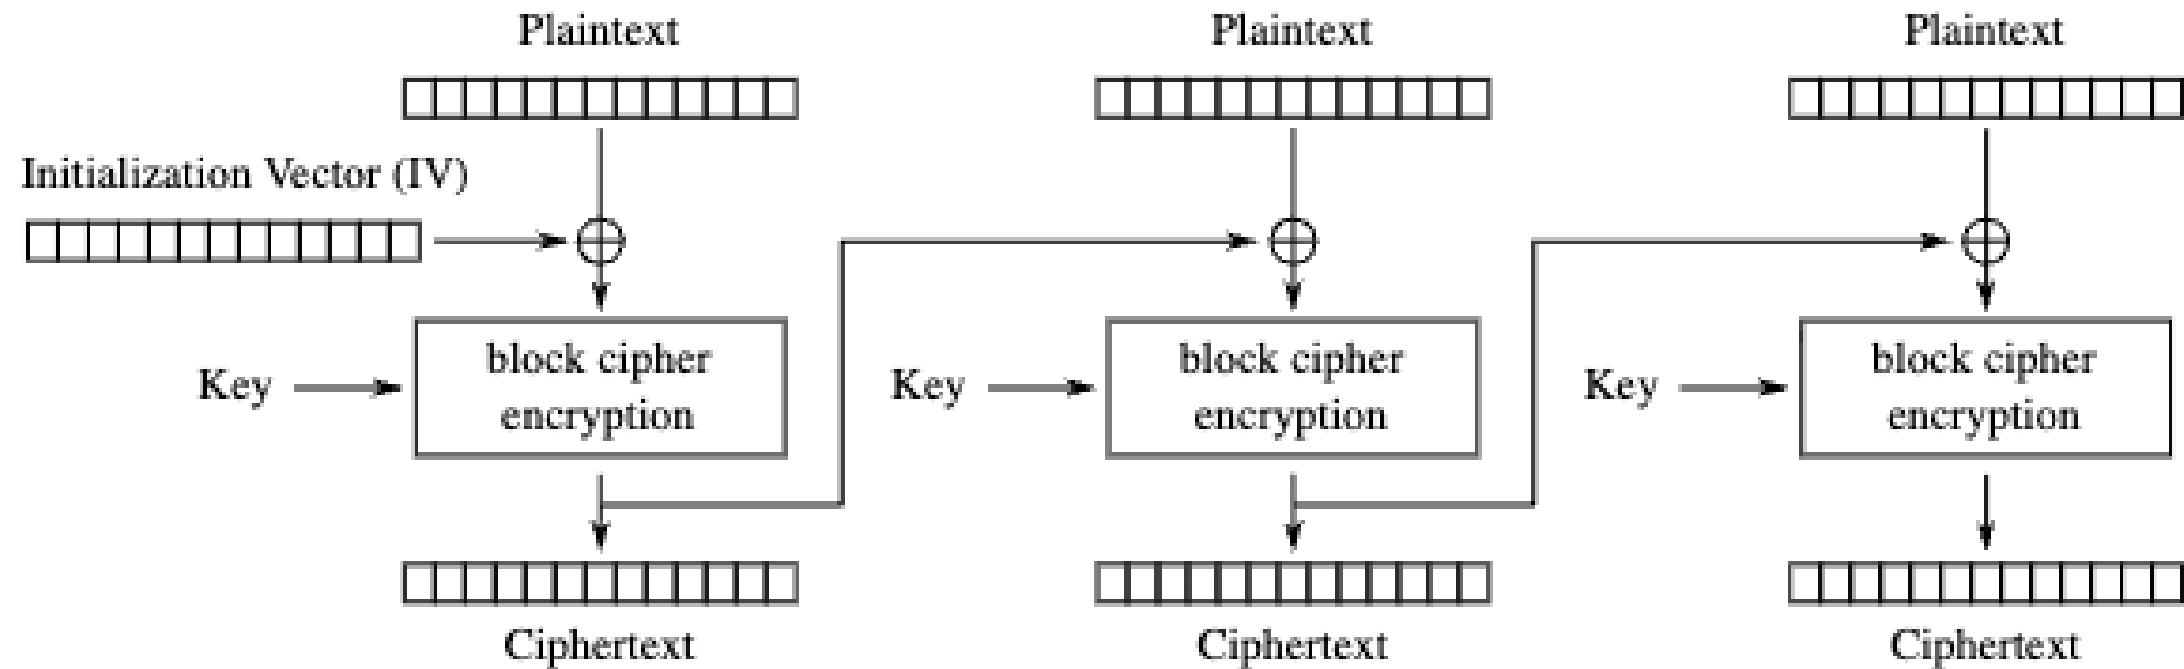 Plaintext
Plaintext
Plaintext
Initialization Vector (IV)
Key
block cipher
encryption
Key
block cipher
encryption
Key
block cipher
encryption
Ciphertext
Ciphertext
Ciphertext